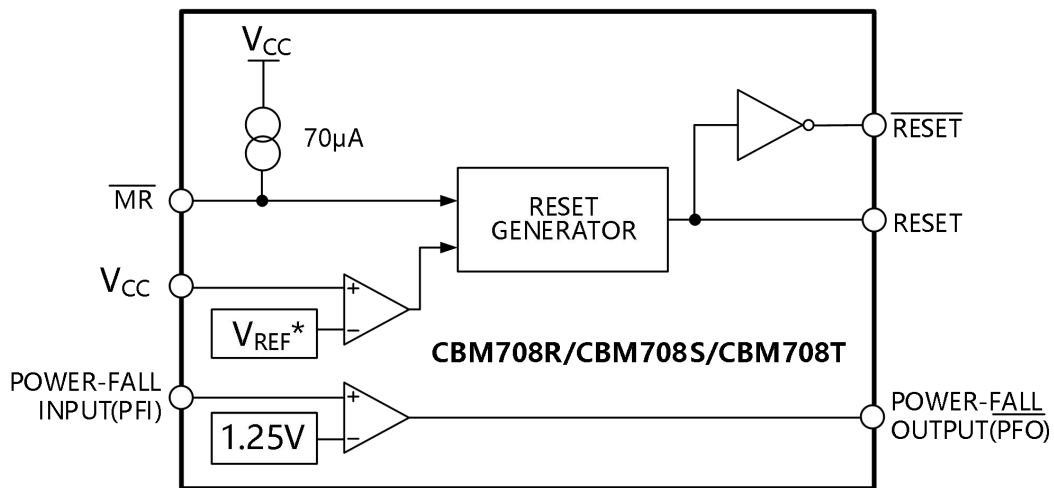 VCC
70μA
MR
RESET
GENERATOR
RESET
RESET
VCC
+
−
VREF*
CBM708R/CBM708S/CBM708T
POWER-FALL
INPUT(PFI)
+
−
1.25V
POWER-FALL
OUTPUT(PFO)